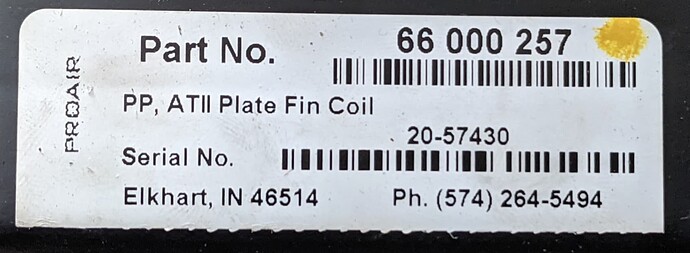 PROAIR
Part No. 66 000 257
PP, ATII Plate Fin Coil
20-57430
Serial No.
Elkhart, IN 46514 Ph. (574) 264-5494